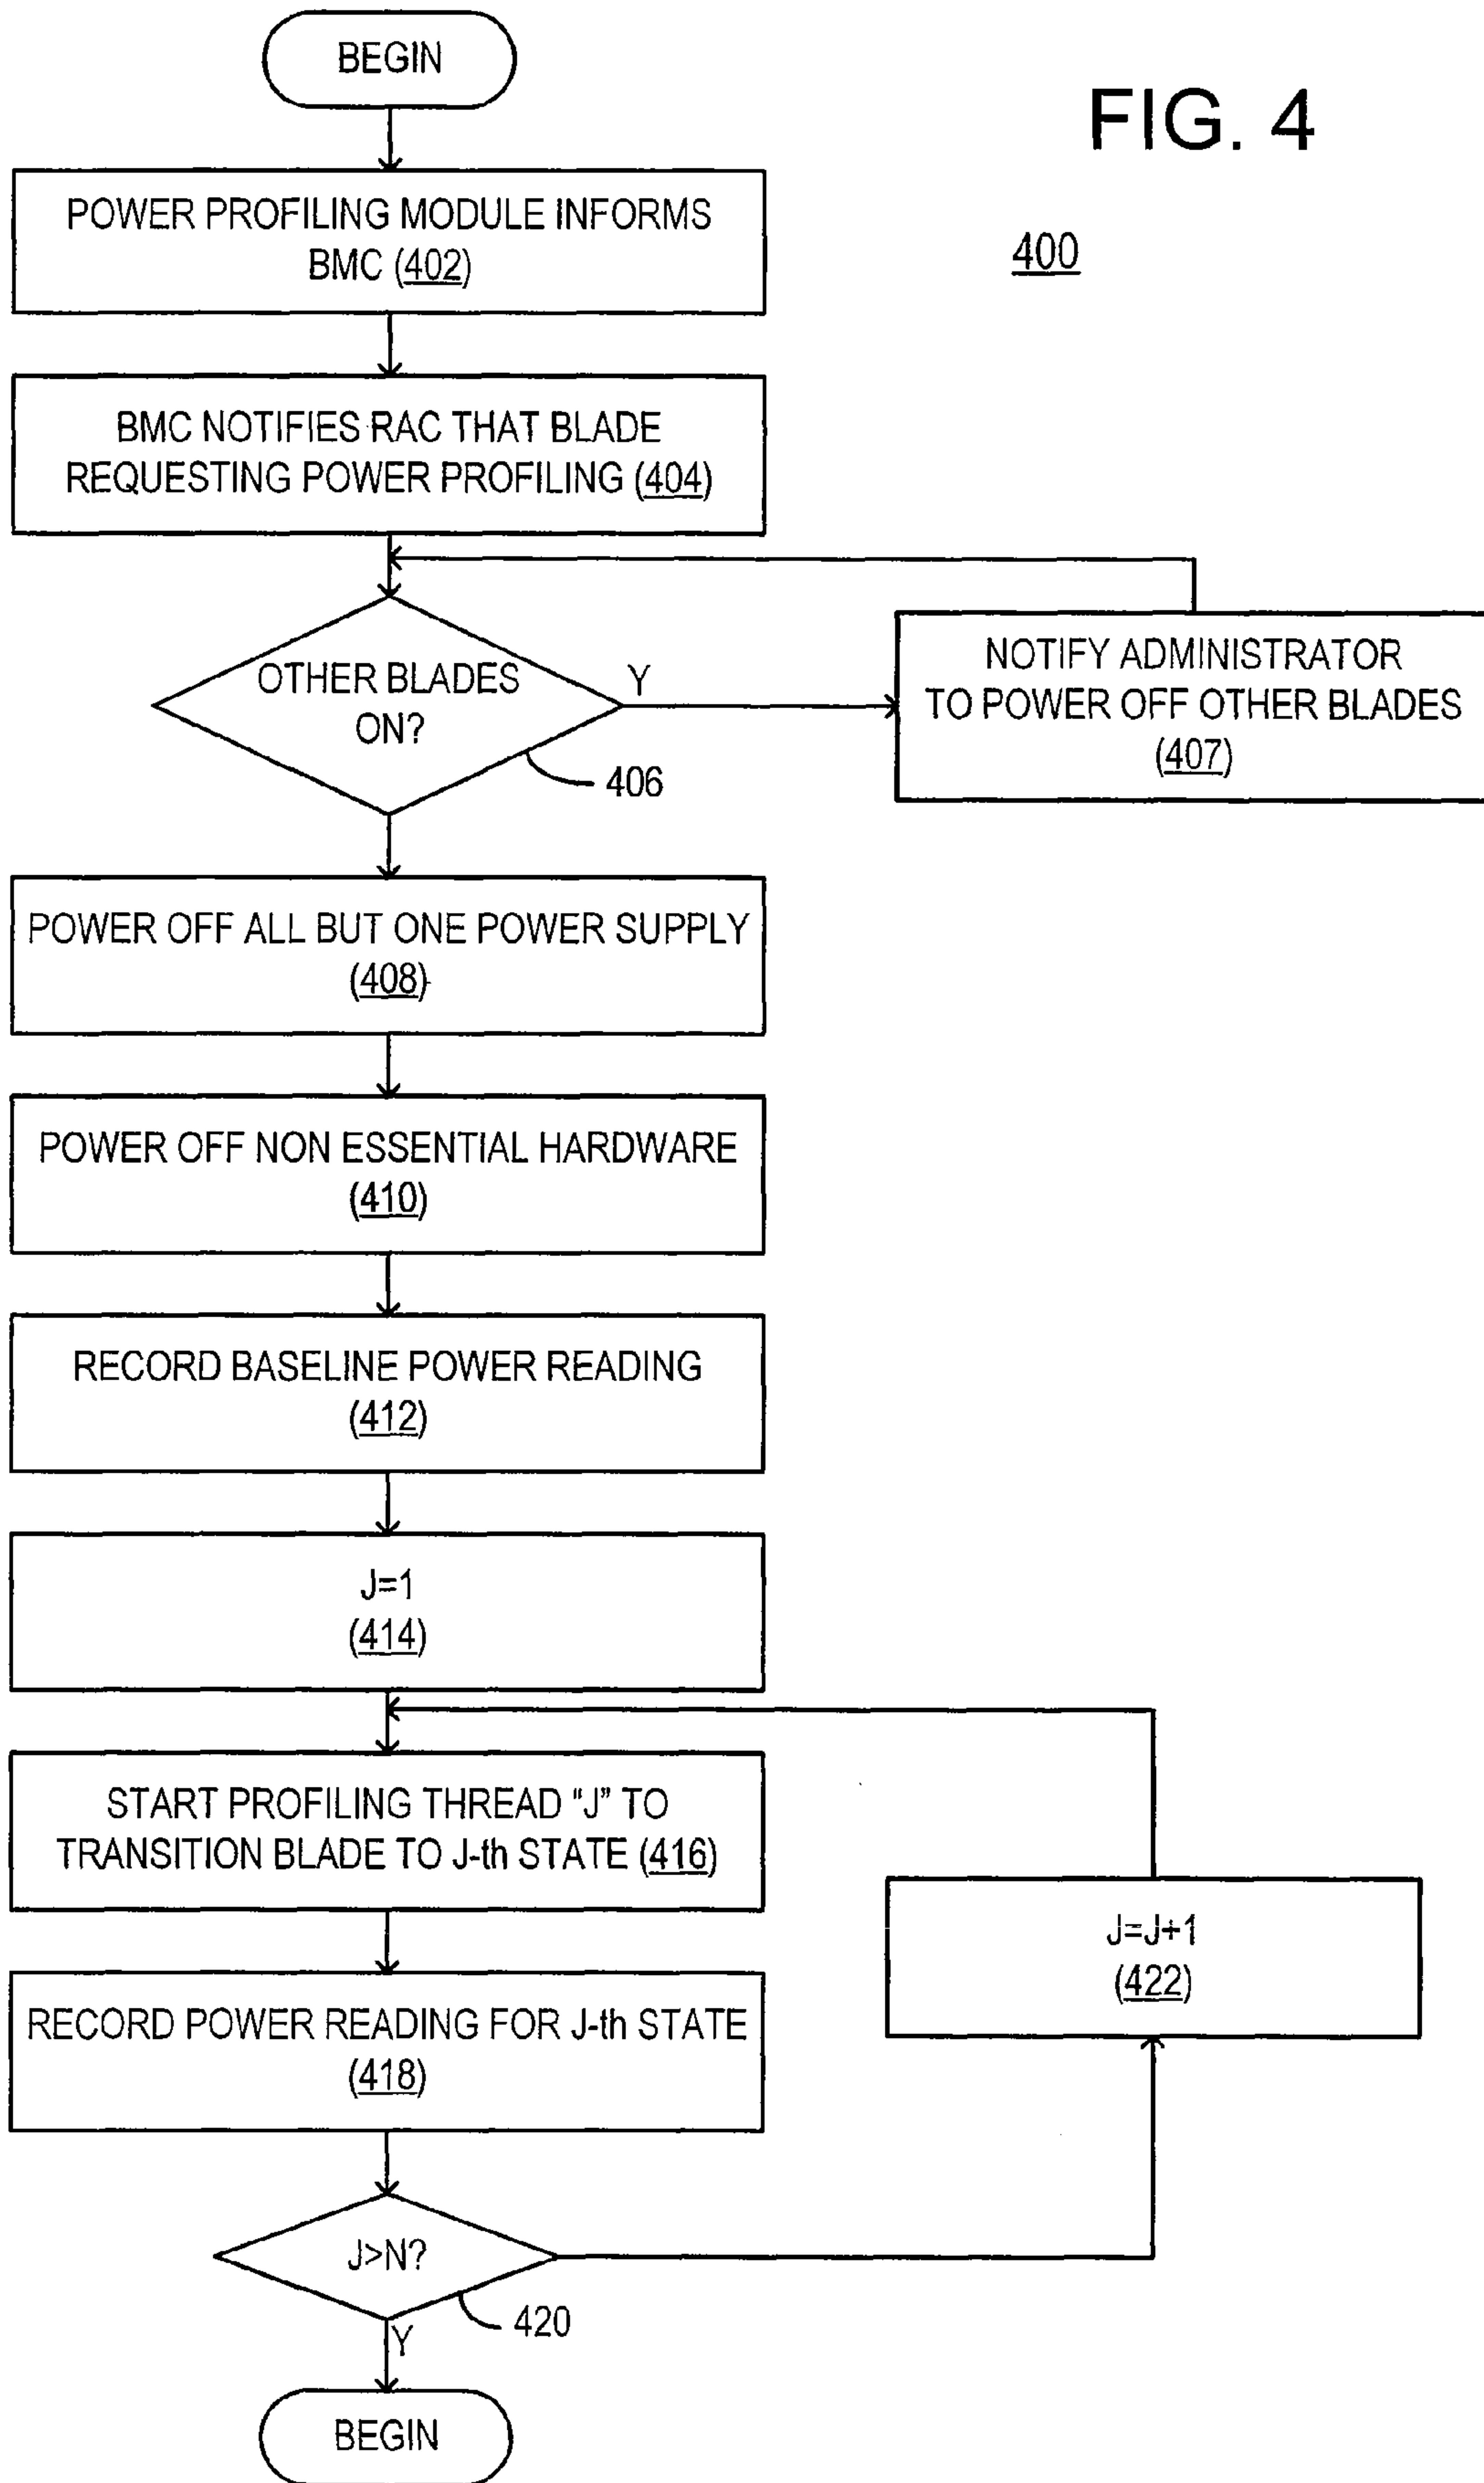 BEGIN
FIG. 4
400
POWER PROFILING MODULE INFORMS
BMC (402)
BMC NOTIFIES RAC THAT BLADE
REQUESTING POWER PROFILING (404)
OTHER BLADES
ON?
Y
406
NOTIFY ADMINISTRATOR
TO POWER OFF OTHER BLADES
(407)
POWER OFF ALL BUT ONE POWER SUPPLY
(408)
POWER OFF NON ESSENTIAL HARDWARE
(410)
RECORD BASELINE POWER READING
(412)
J=1
(414)
START PROFILING THREAD "J" TO
TRANSITION BLADE TO J-th STATE (416)
J=J+1
(422)
RECORD POWER READING FOR J-th STATE
(418)
J>N?
420
Y
BEGIN